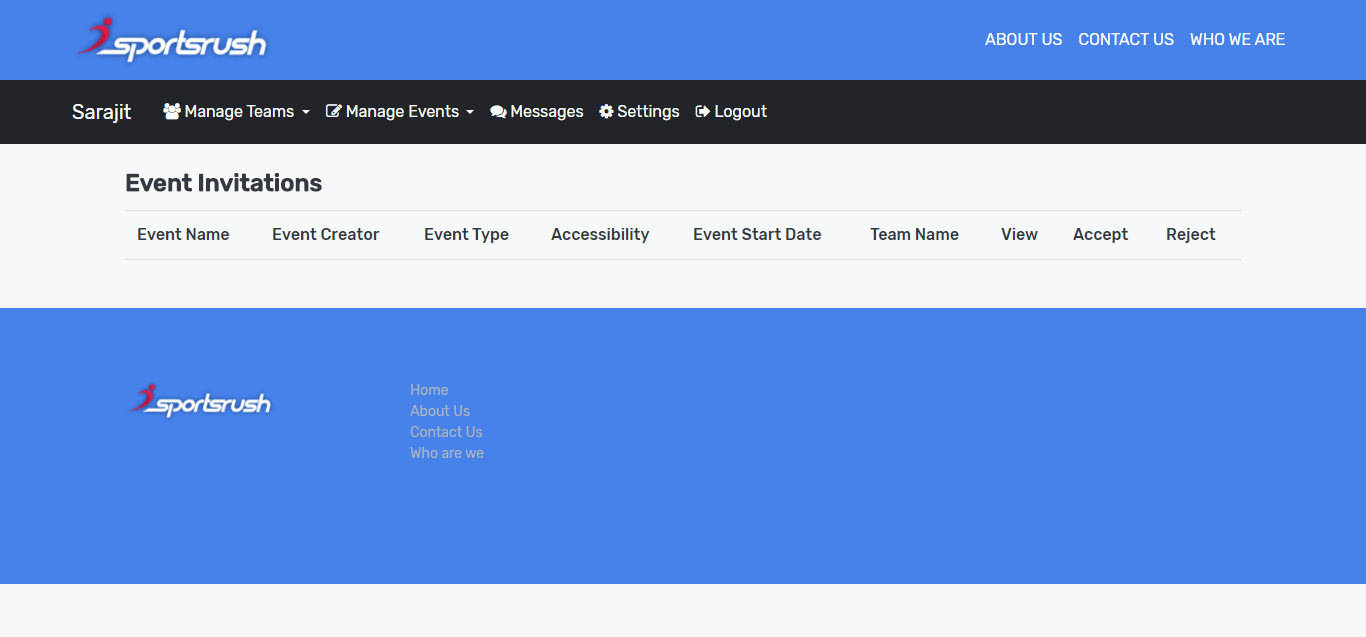 sportsrush
ABOUT US CONTACT US WHO WE ARE
Sarajit Manage Teams Manage Events Messages Settings Logout
Event Invitations
Event Name Event Creator Event Type Accessibility Event Start Date Team Name View Accept Reject
sportsrush
Home
About Us
Contact Us
Who are we